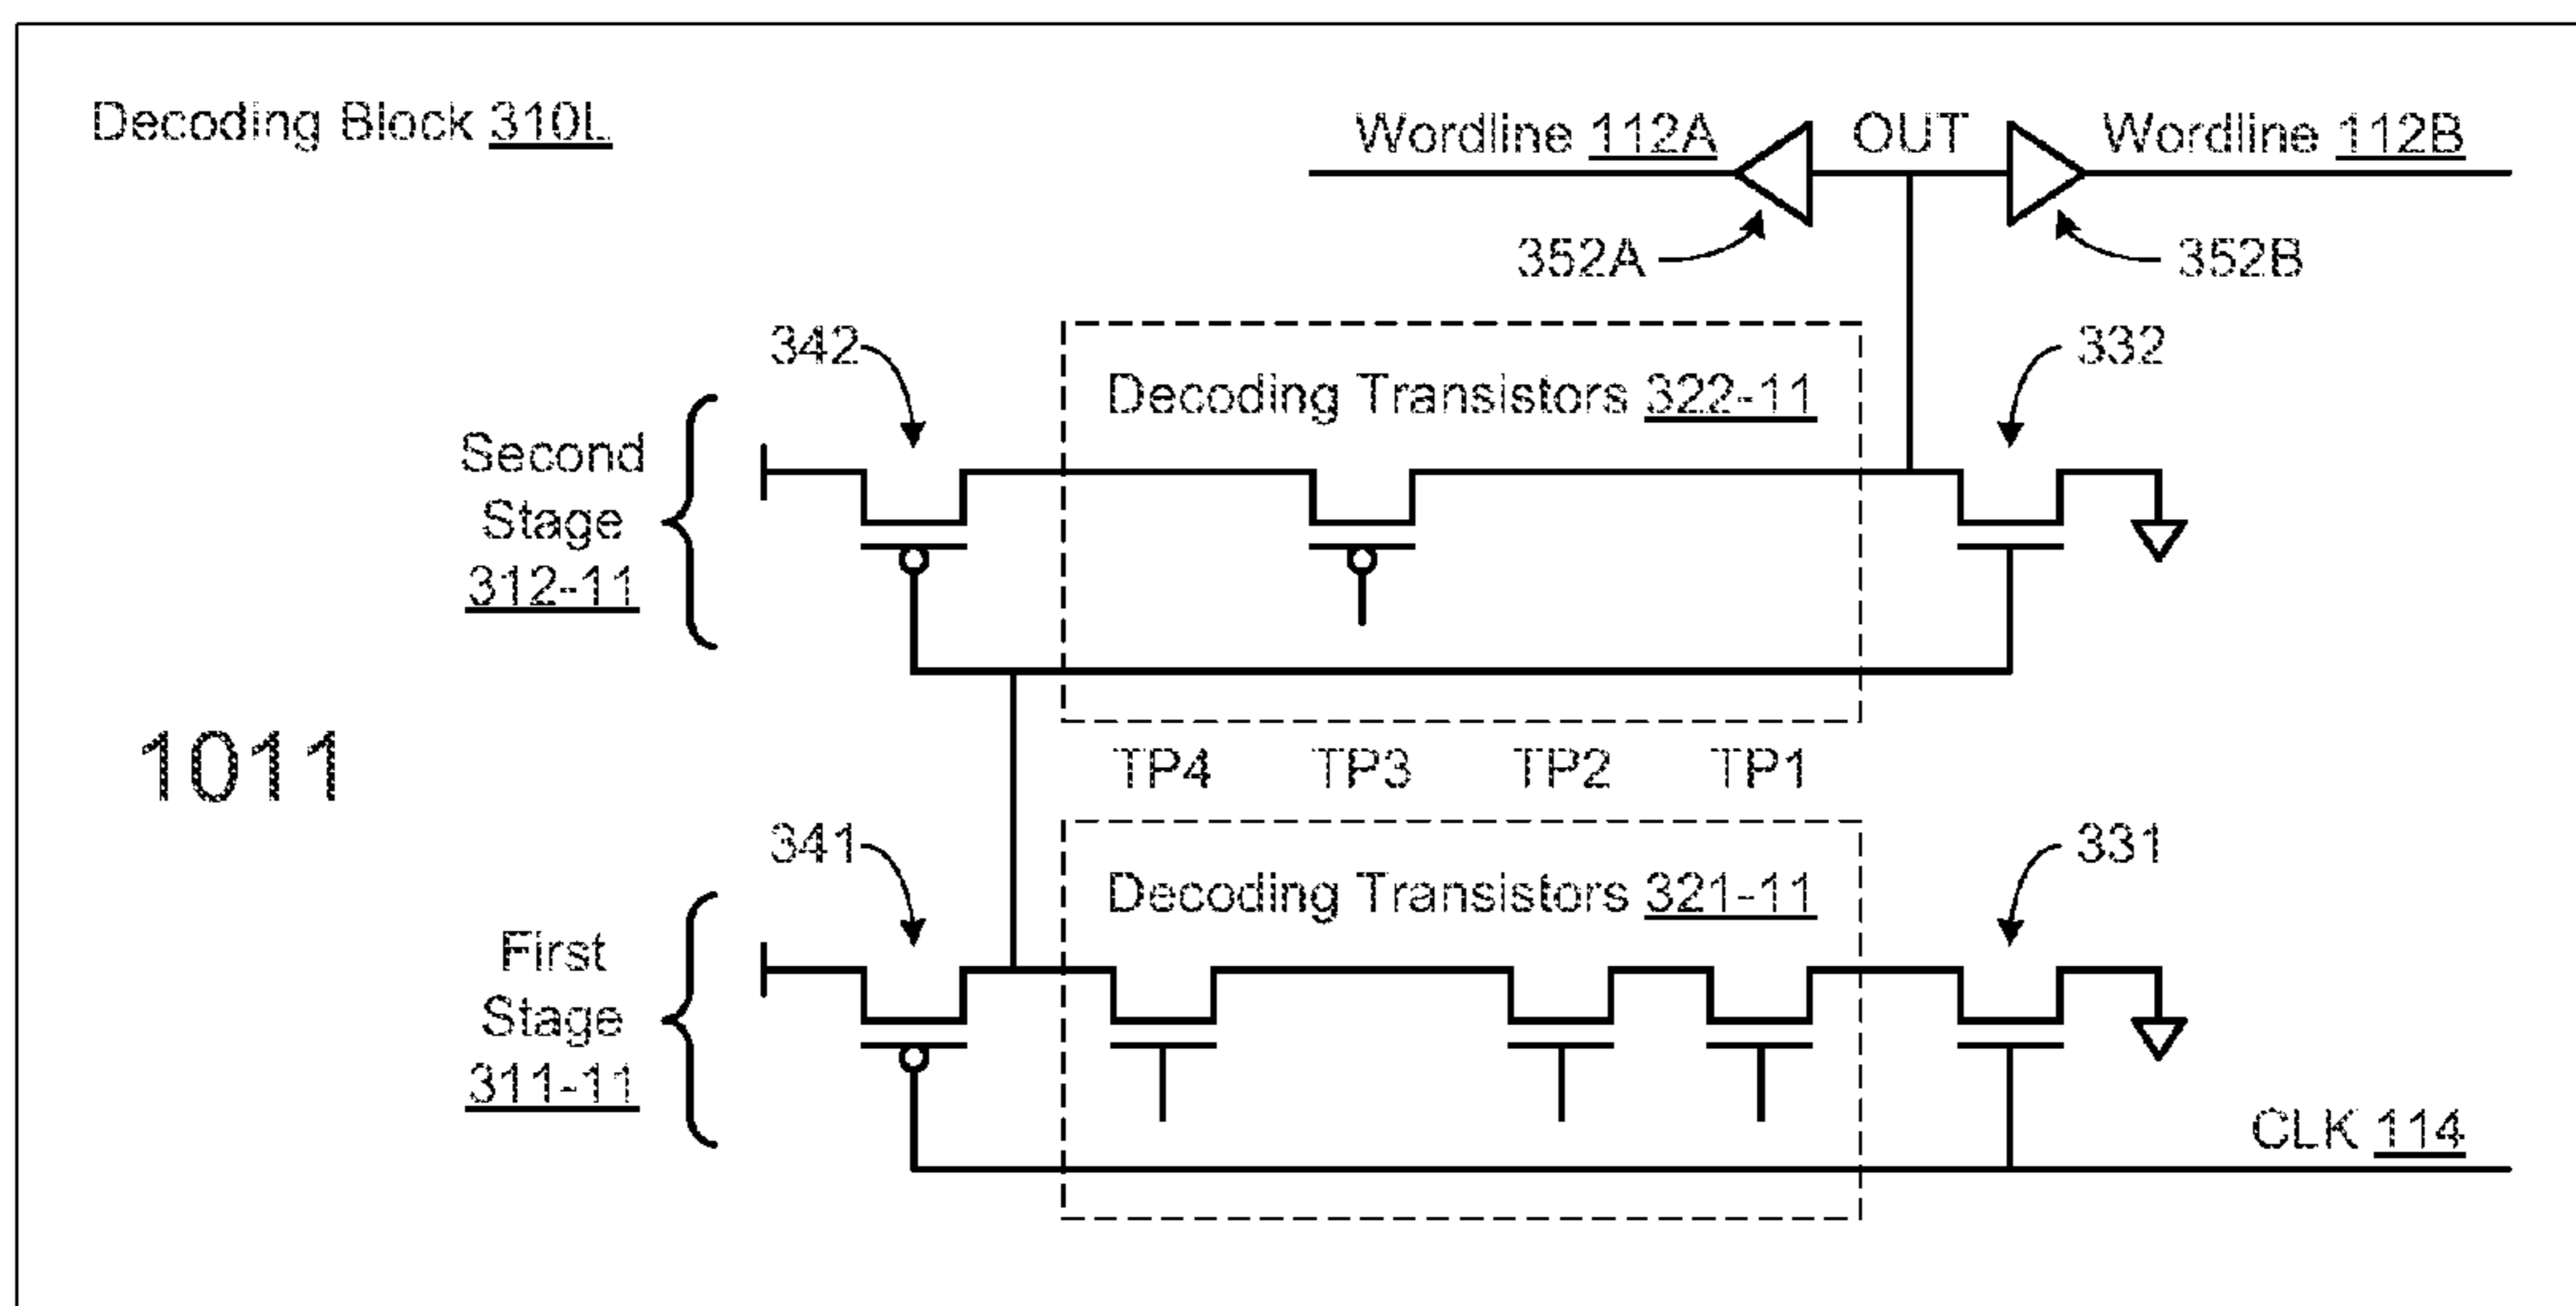 Decoding Block 310L
Wordline 112A
OUT
Wordline 112B
352A
352B
342
332
Decoding Transistors 322-11
Second
Stage
312-11
TP4 TP3 TP2 TP1
1011
341
331
Decoding Transistors 321-11
First
Stage
311-11
CLK 114